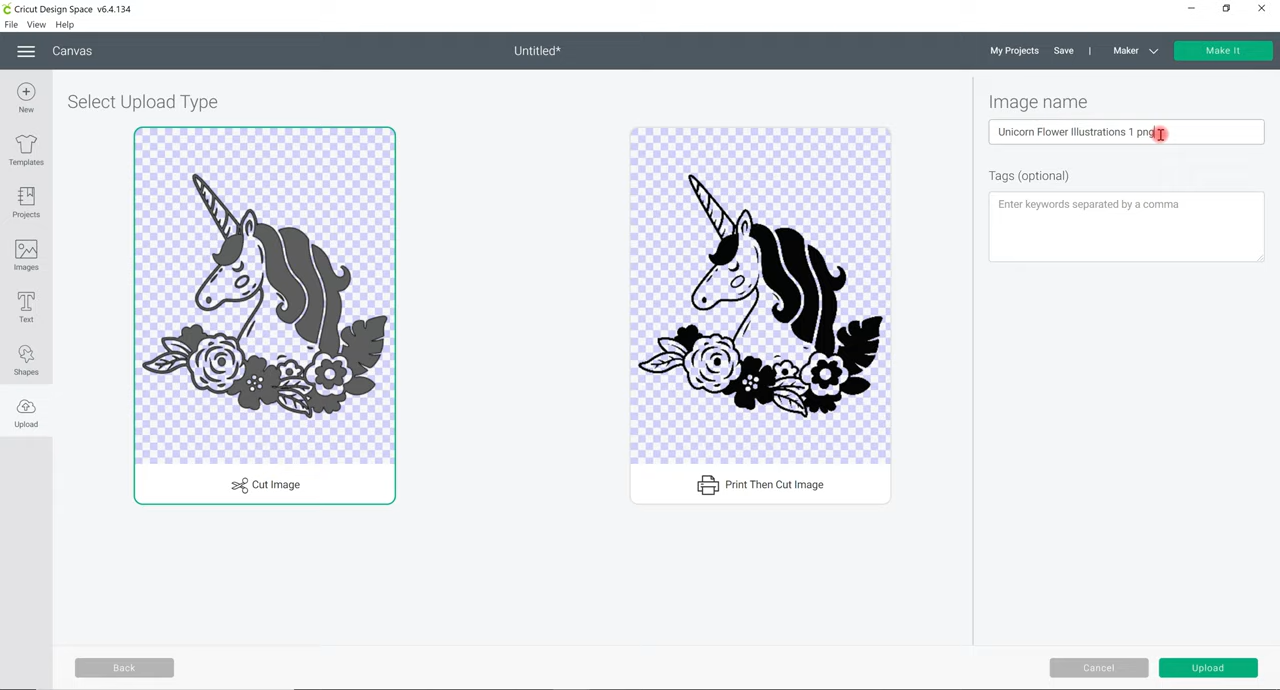 Cricut Design Space v6.4.134
File View Help
Canvas
Untitled*
My Projects Save | Maker Make It
New
Templates
Projects
Images
Text
Shapes
Upload
Select Upload Type
Cut Image
Print Then Cut Image
Image name
Unicorn Flower Illustrations 1 png
Tags (optional)
Enter keywords separated by a comma
Back
Cancel
Upload